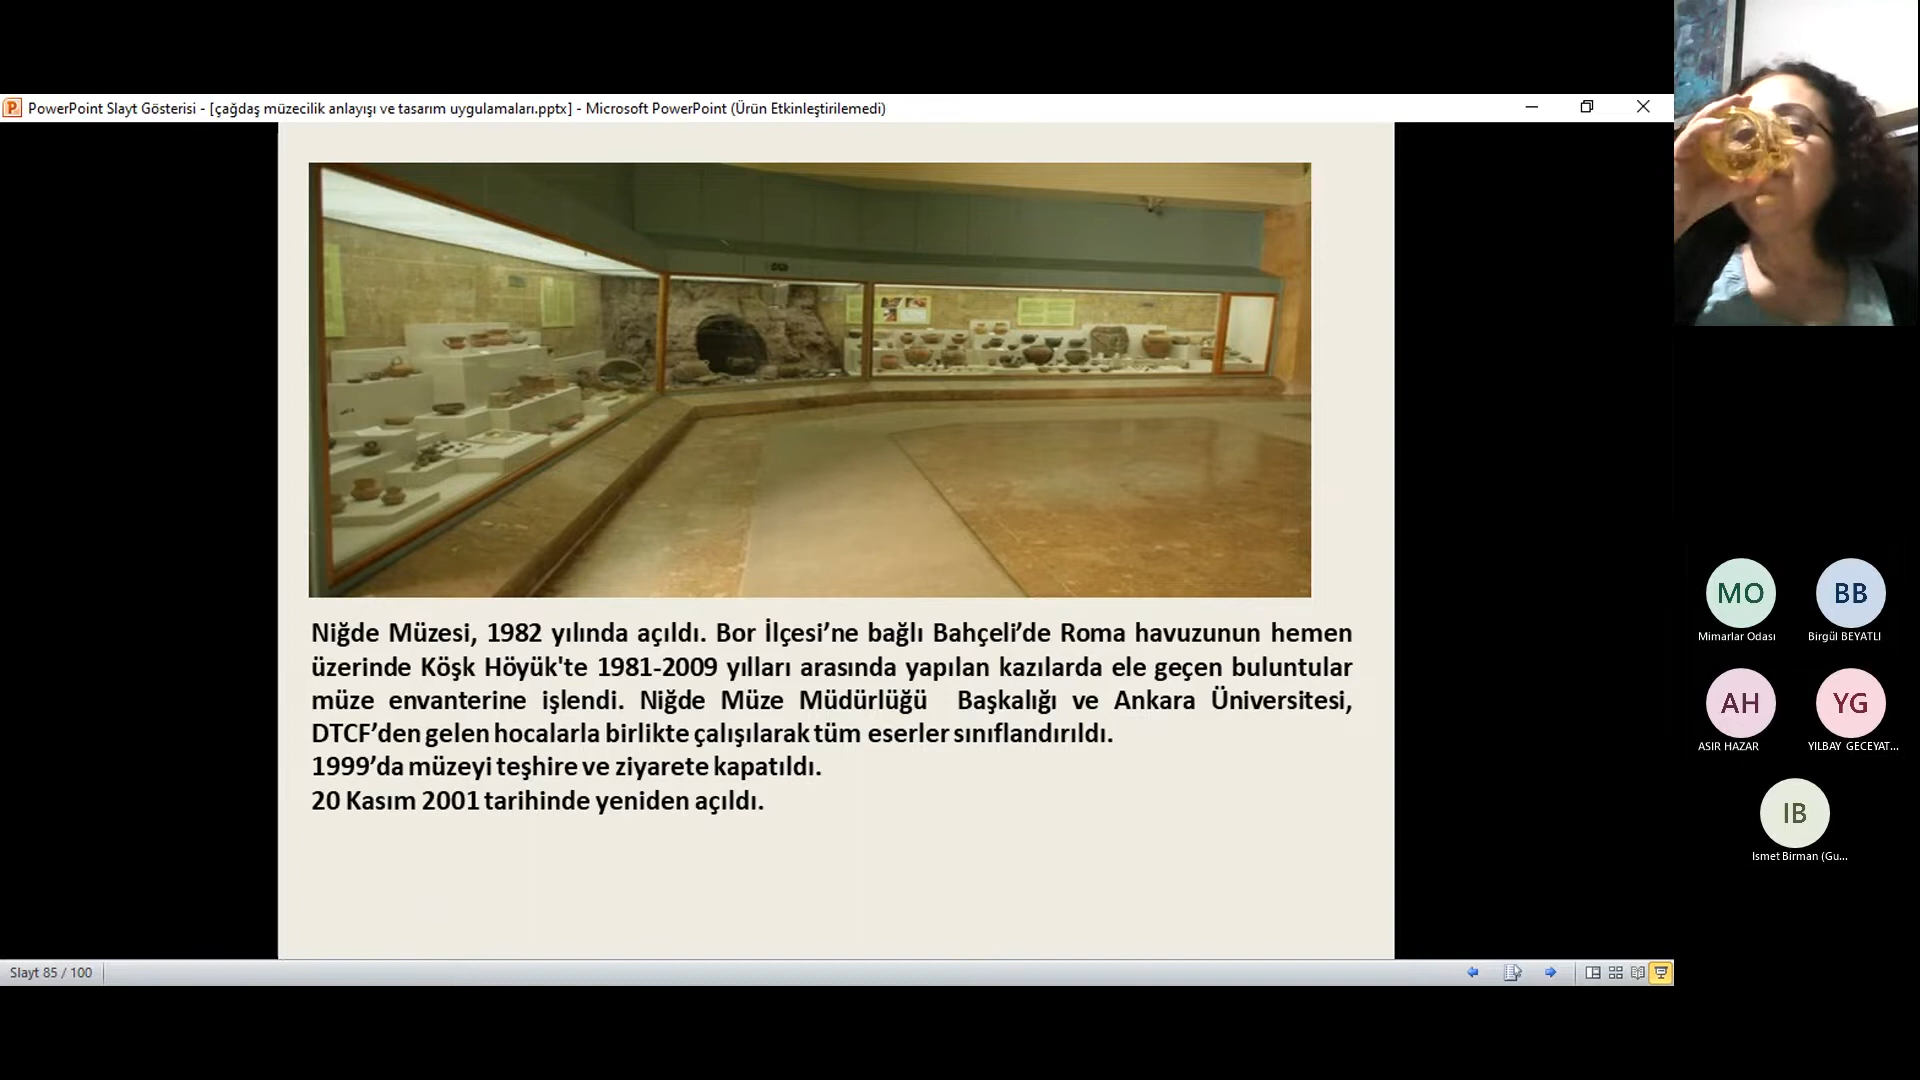 PowerPoint Slayt Gösterisi - [çağdaş müzecilik anlayışı ve tasarım uygulamaları.pptx] - Microsoft PowerPoint (Ürün Etkinleştirilemedi)
Niğde Müzesi, 1982 yılında açıldı. Bor İlçesi’ne bağlı Bahçeli’de Roma havuzunun hemen
üzerinde Köşk Höyük'te 1981-2009 yılları arasında yapılan kazılarda ele geçen buluntular
müze envanterine işlendi. Niğde Müze Müdürlüğü Başkalığı ve Ankara Üniversitesi,
DTCF’den gelen hocalarla birlikte çalışılarak tüm eserler sınıflandırıldı.
1999’da müzeyi teşhire ve ziyarete kapatıldı.
20 Kasım 2001 tarihinde yeniden açıldı.
Slayt 85 / 100
MO
BB
Mimarlar Odası
Birgül BEYATLI
AH
YG
ASIR HAZAR
YILBAY GECEYAT...
IB
Ismet Birman (Gu...